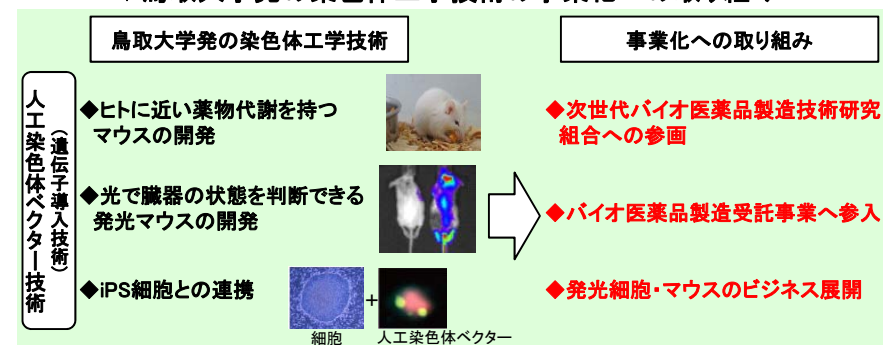 鳥取大学発の染色体工学技術
事業化への取り組み
人工染色体ベクター技術
（遺伝子導入技術）
◆ヒトに近い薬物代謝を持つ
マウスの開発
◆光で臓器の状態を判断できる
発光マウスの開発
◆iPS細胞との連携
+
細胞
人工染色体ベクター
◆次世代バイオ医薬品製造技術研究
組合への参画
◆バイオ医薬品製造受託事業へ参入
◆発光細胞・マウスのビジネス展開